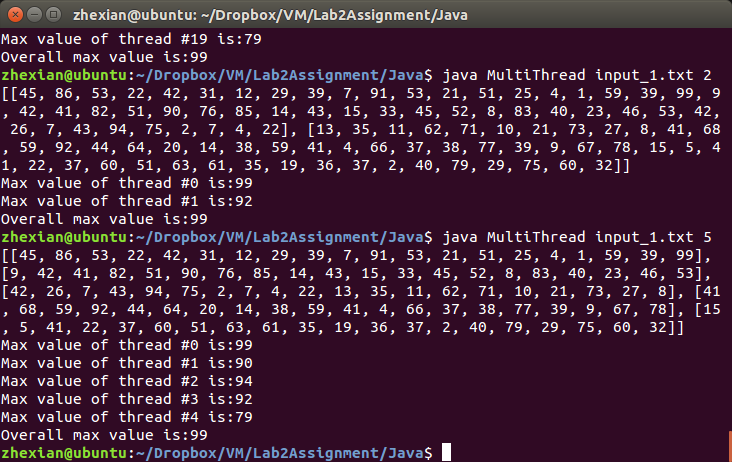 zhexian@ubuntu: ~/Dropbox/VM/Lab2Assignment/Java
Max value of thread #19 is:79
Overall max value is:99
zhexian@ubuntu:~/Dropbox/VM/Lab2Assignment/Java$ java MultiThread input_1.txt 2
[[45, 86, 53, 22, 42, 31, 12, 29, 39, 7, 91, 53, 21, 51, 25, 4, 1, 59, 39, 99, 9
, 42, 41, 82, 51, 90, 76, 85, 14, 43, 15, 33, 45, 52, 8, 83, 40, 23, 46, 53, 42,
 26, 7, 43, 94, 75, 2, 7, 4, 22], [13, 35, 11, 62, 71, 10, 21, 73, 27, 8, 41, 68
, 59, 92, 44, 64, 20, 14, 38, 59, 41, 4, 66, 37, 38, 77, 39, 9, 67, 78, 15, 5, 4
1, 22, 37, 60, 51, 63, 61, 35, 19, 36, 37, 2, 40, 79, 29, 75, 60, 32]]
Max value of thread #0 is:99
Max value of thread #1 is:92
Overall max value is:99
zhexian@ubuntu:~/Dropbox/VM/Lab2Assignment/Java$ java MultiThread input_1.txt 5
[[45, 86, 53, 22, 42, 31, 12, 29, 39, 7, 91, 53, 21, 51, 25, 4, 1, 59, 39, 99],
[9, 42, 41, 82, 51, 90, 76, 85, 14, 43, 15, 33, 45, 52, 8, 83, 40, 23, 46, 53],
[42, 26, 7, 43, 94, 75, 2, 7, 4, 22, 13, 35, 11, 62, 71, 10, 21, 73, 27, 8], [41
, 68, 59, 92, 44, 64, 20, 14, 38, 59, 41, 4, 66, 37, 38, 77, 39, 9, 67, 78], [15
, 5, 41, 22, 37, 60, 51, 63, 61, 35, 19, 36, 37, 2, 40, 79, 29, 75, 60, 32]]
Max value of thread #0 is:99
Max value of thread #1 is:90
Max value of thread #2 is:94
Max value of thread #3 is:92
Max value of thread #4 is:79
Overall max value is:99
zhexian@ubuntu:~/Dropbox/VM/Lab2Assignment/Java$